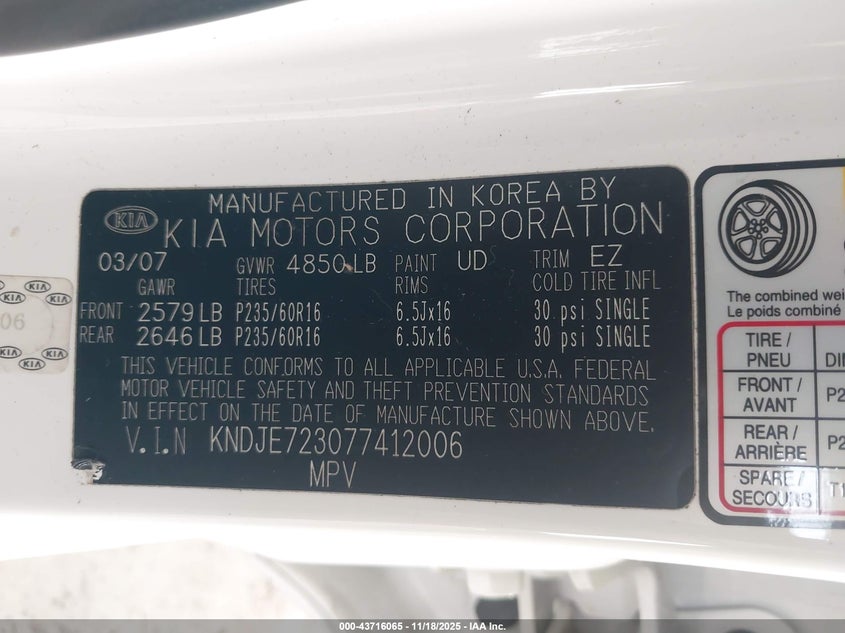 MANUFACTURED IN KOREA BY
KIA KIA MOTORS CORPORATION
03/07 GVWR 4850 LB PAINT UD TRIM EZ
GAWR TIRES RIMS COLD TIRE INFL
FRONT 2579 LB P235/60R16 6.5Jx16 30 psi SINGLE
REAR 2646 LB P235/60R16 6.5Jx16 30 psi SINGLE
THIS VEHICLE CONFORMS TO ALL APPLICABLE U.S.A. FEDERAL
MOTOR VEHICLE SAFETY AND THEFT PREVENTION STANDARDS
IN EFFECT ON THE DATE OF MANUFACTURE SHOWN ABOVE.
V.I.N KNDJE723077412006
MPV
KIA KIA
KIA
06
KIA
KIA KIA
The combined wei
Le poids combiné
TIRE /
PNEU
DI
FRONT /
AVANT
P2
REAR /
ARRIÈRE
P2
SPARE /
SECOURS
T1
000-43716065 - 11/18/2025 - IAA Inc.